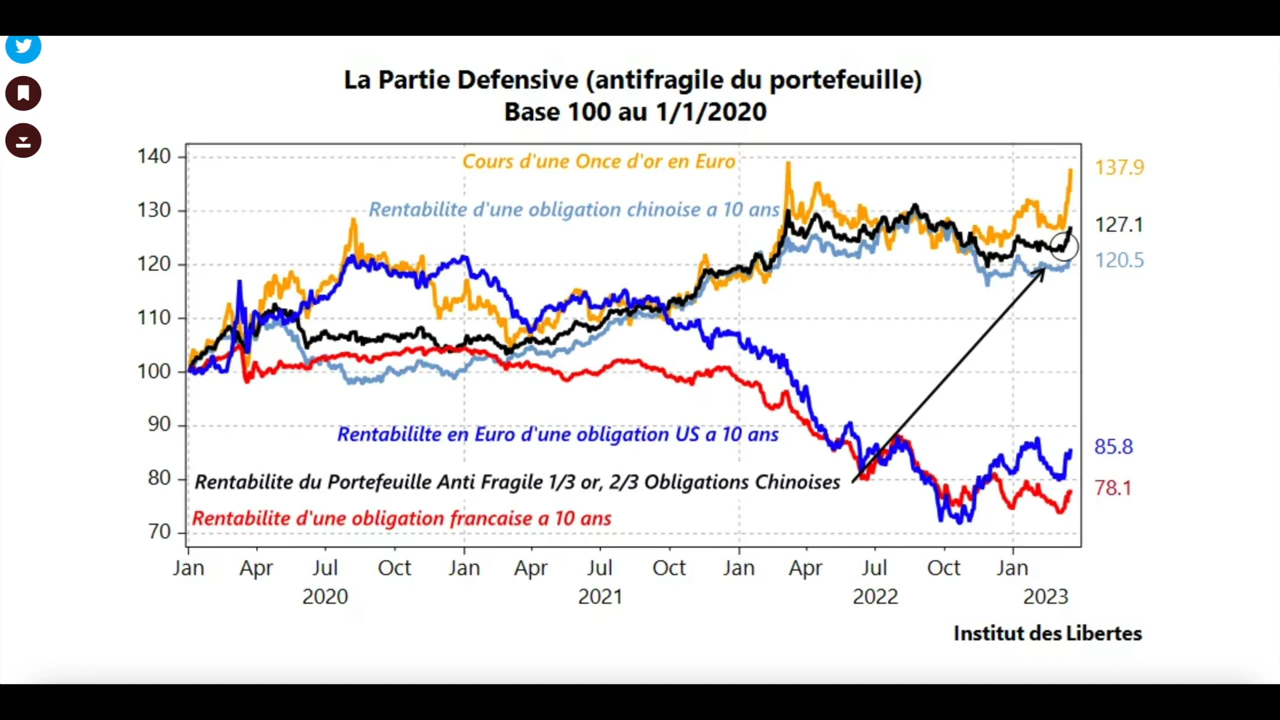 La Partie Defensive (antifragile du portefeuille)
Base 100 au 1/1/2020
140
130
120
110
100
90
80
70
Cours d'une Once d'or en Euro
Rentabilite d'une obligation chinoise a 10 ans
Rentabililte en Euro d'une obligation US a 10 ans
Rentabilite du Portefeuille Anti Fragile 1/3 or, 2/3 Obligations Chinoises
Rentabilite d'une obligation francaise a 10 ans
137.9
127.1
120.5
85.8
78.1
Jan Apr Jul Oct Jan Apr Jul Oct Jan Apr Jul Oct Jan
2020 2021 2022 2023
Institut des Libertes